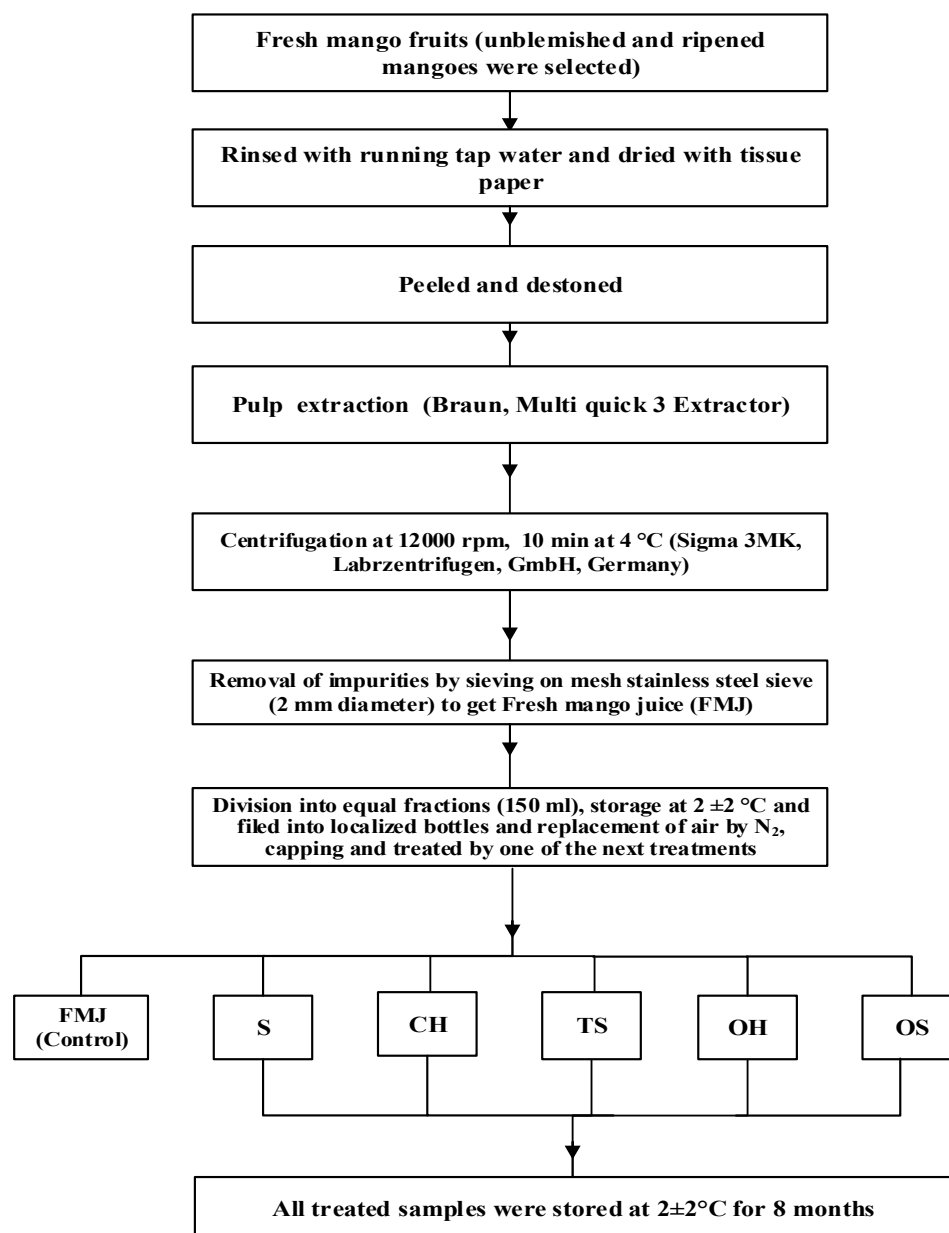 Fresh mango fruits (unblemished and ripened
mangoes were selected)
Rinsed with running tap water and dried with tissue
paper
Peeled and destoned
Pulp extraction (Braun, Multi quick 3 Extractor)
Centrifugation at 12000 rpm, 10 min at 4 °C (Sigma 3MK,
Labrzentrifugen, GmbH, Germany)
Removal of impurities by sieving on mesh stainless steel sieve
(2 mm diameter) to get Fresh mango juice (FMJ)
Division into equal fractions (150 ml), storage at 2 ±2 °C and
filed into localized bottles and replacement of air by N₂,
capping and treated by one of the next treatments
FMJ
(Control)
S
CH
TS
OH
OS
All treated samples were stored at 2±2°C for 8 months